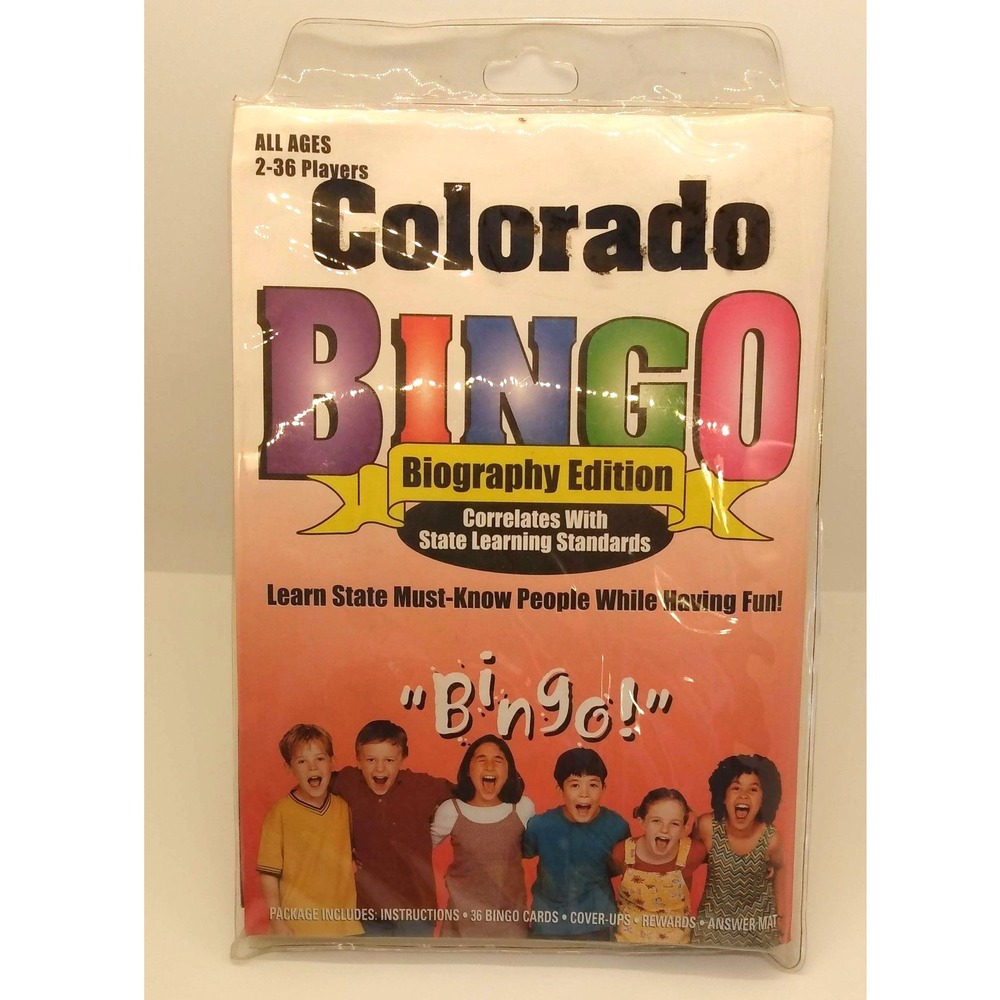 ALL AGES
2-36 Players
Colorado
BINGO
Biography Edition
Correlates With
State Learning Standards
Learn State Must-Know People While Having Fun!
"Bingo!"
PACKAGE INCLUDES: INSTRUCTIONS • 36 BINGO CARDS • COVER-UPS • REWARDS • ANSWER MAT